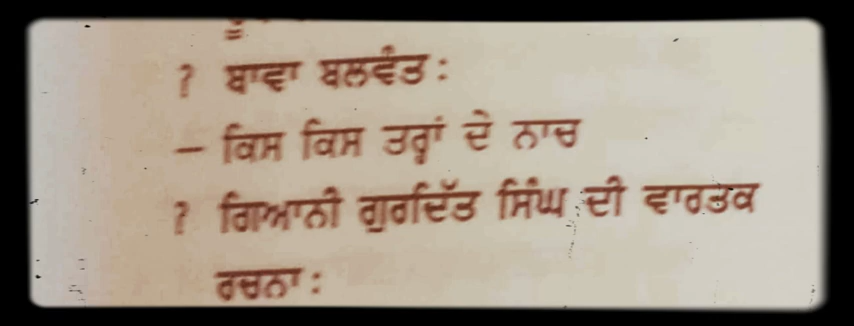 ? ਬਾਵਾ ਬਲਵੰਤ :
– ਕਿਸ ਕਿਸ ਤਰ੍ਹਾਂ ਦੇ ਨਾਚ
? ਗਿਆਨੀ ਗੁਰਦਿੱਤ ਸਿੰਘ ਦੀ ਵਾਰਤਕ
ਰਚਨਾ :